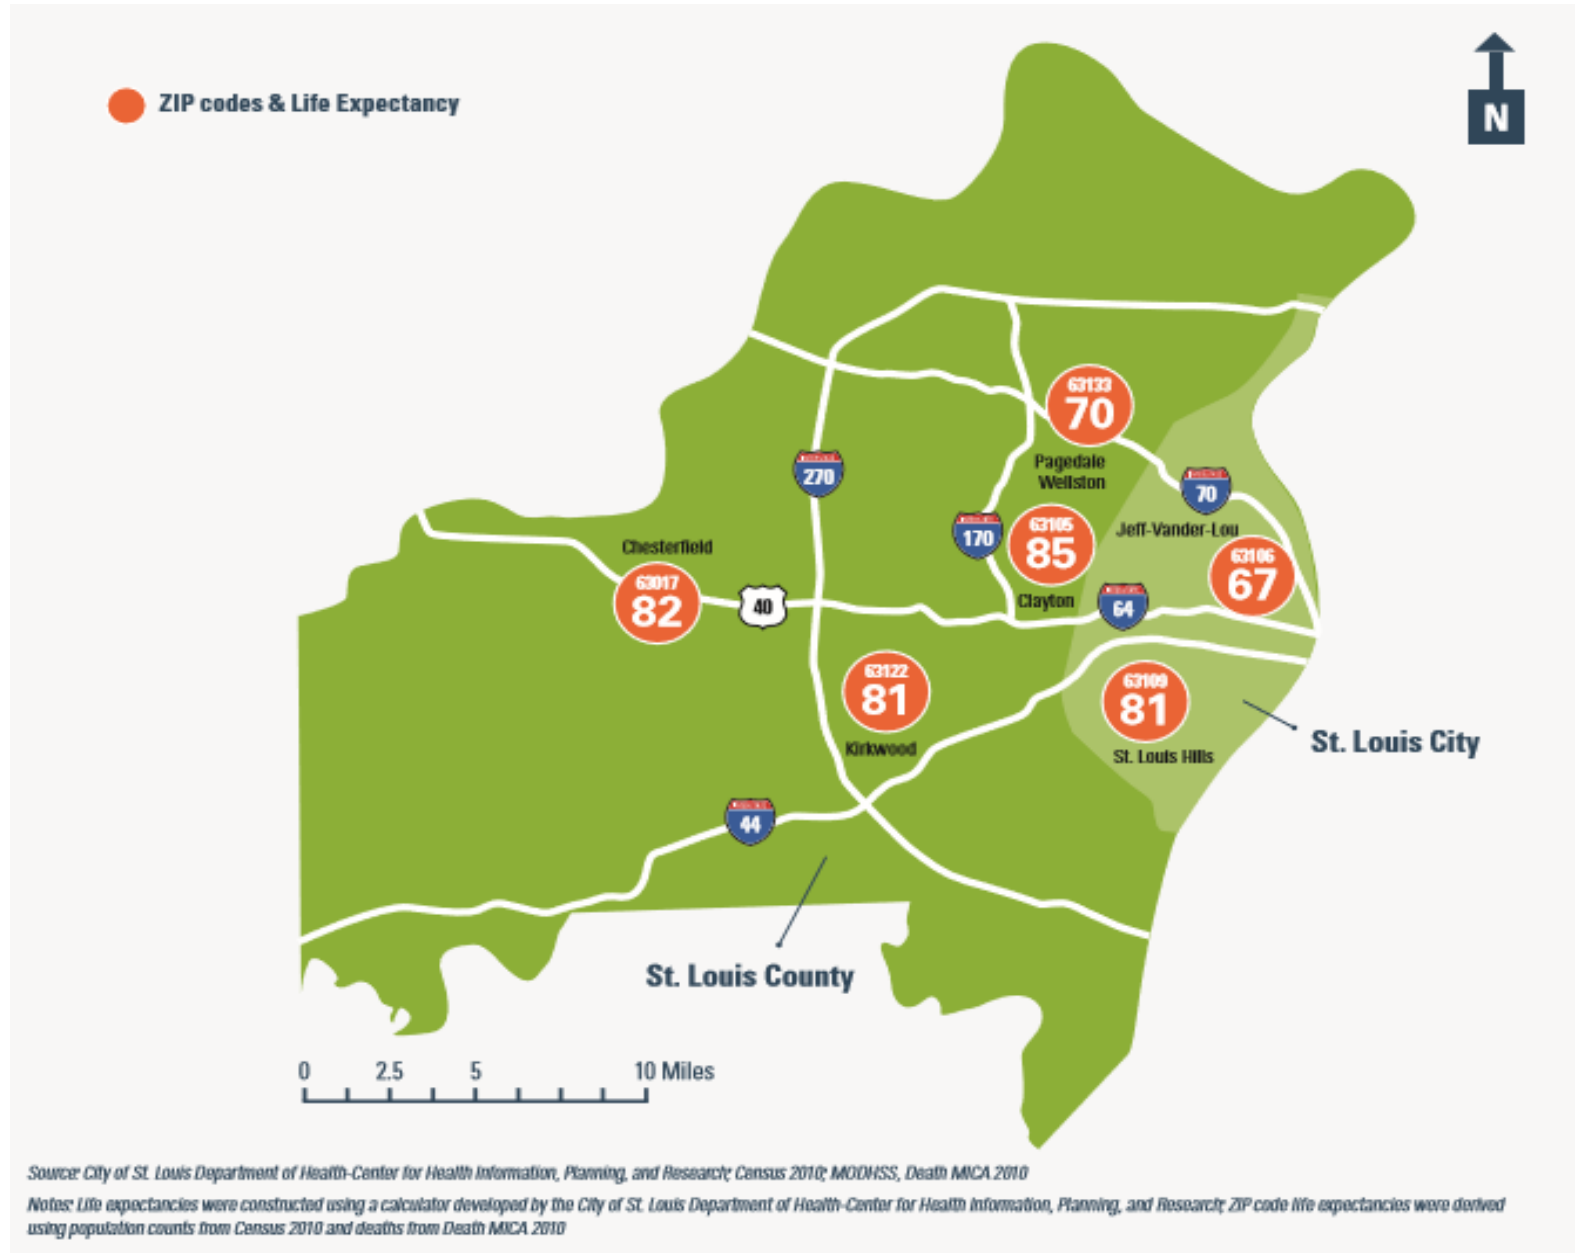 ZIP codes & Life Expectancy
N
63133
70
Pagedale
Wellston
270
70
170
63105
85
Jeff-Vander-Lou
Chesterfield
63106
67
63017
82
40
Clayton
64
63122
81
63109
81
Kirkwood
St. Louis Hills
St. Louis City
44
St. Louis County
0 2.5 5 10 Miles
Source: City of St. Louis Department of Health-Center for Health Information, Planning, and Research; Census 2010; MODHSS, Death MICA 2010
Notes: Life expectancies were constructed using a calculator developed by the City of St. Louis Department of Health-Center for Health Information, Planning, and Research; ZIP code life expectancies were derived
using population counts from Census 2010 and deaths from Death MICA 2010